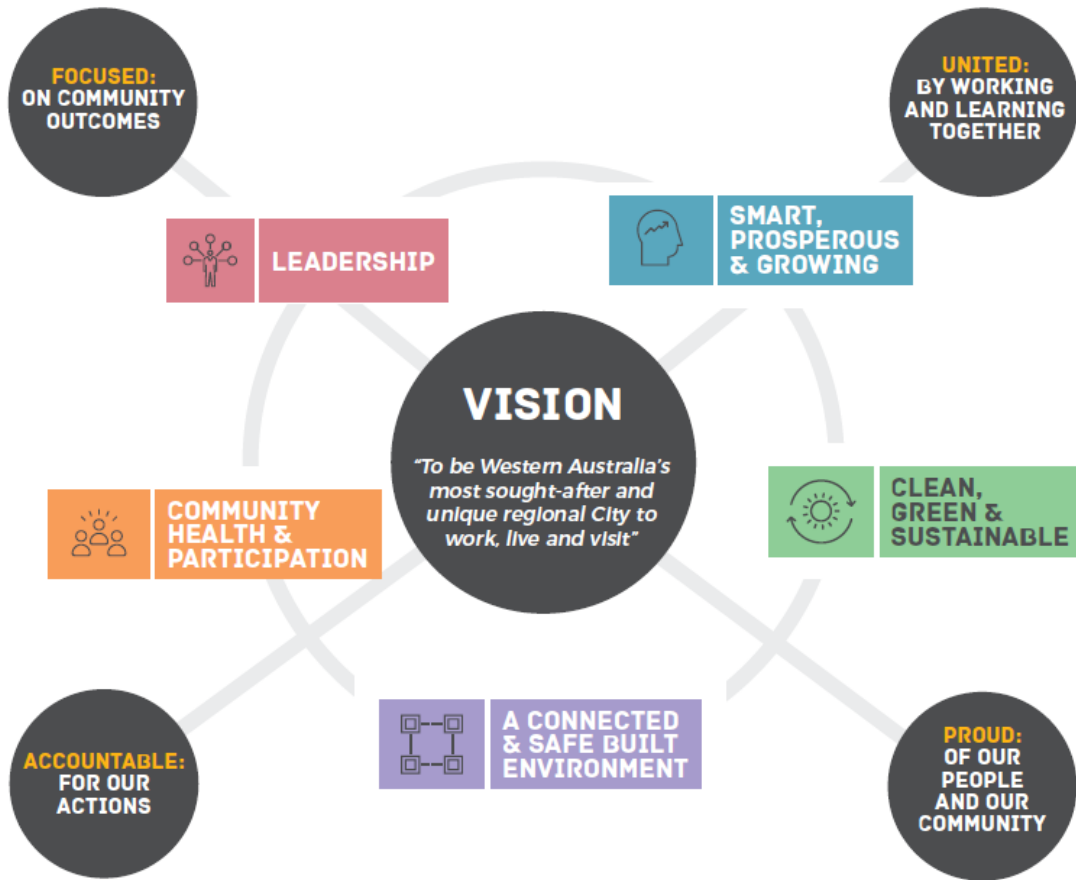 FOCUSED:
ON COMMUNITY
OUTCOMES
UNITED:
BY WORKING
AND LEARNING
TOGETHER
LEADERSHIP
SMART,
PROSPEROUS
& GROWING
VISION
"To be Western Australia's
most sought-after and
unique regional City to
work, live and visit"
COMMUNITY
HEALTH &
PARTICIPATION
CLEAN,
GREEN &
SUSTAINABLE
A CONNECTED
& SAFE BUILT
ENVIRONMENT
ACCOUNTABLE:
FOR OUR
ACTIONS
PROUD:
OF OUR
PEOPLE
AND OUR
COMMUNITY